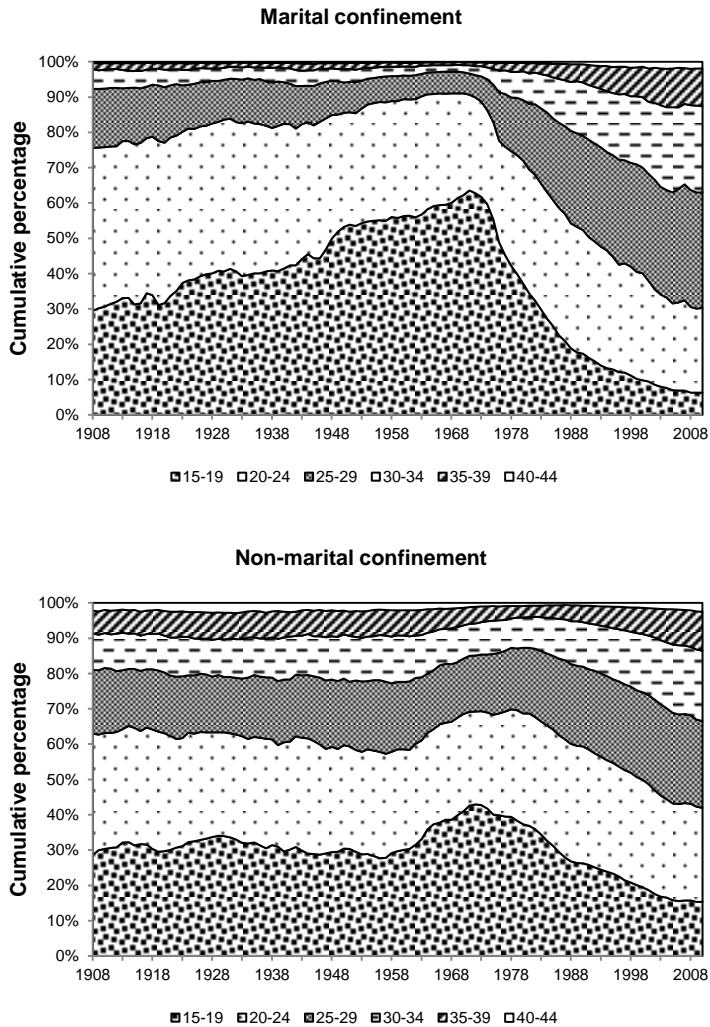 Marital confinement
Cumulative percentage
100%
90%
80%
70%
60%
50%
40%
30%
20%
10%
0%
1908 1918 1928 1938 1948 1958 1968 1978 1988 1998 2008
15-19 20-24 25-29 30-34 35-39 40-44
Non-marital confinement
Cumulative percentage
100%
90%
80%
70%
60%
50%
40%
30%
20%
10%
0%
1908 1918 1928 1938 1948 1958 1968 1978 1988 1998 2008
15-19 20-24 25-29 30-34 35-39 40-44